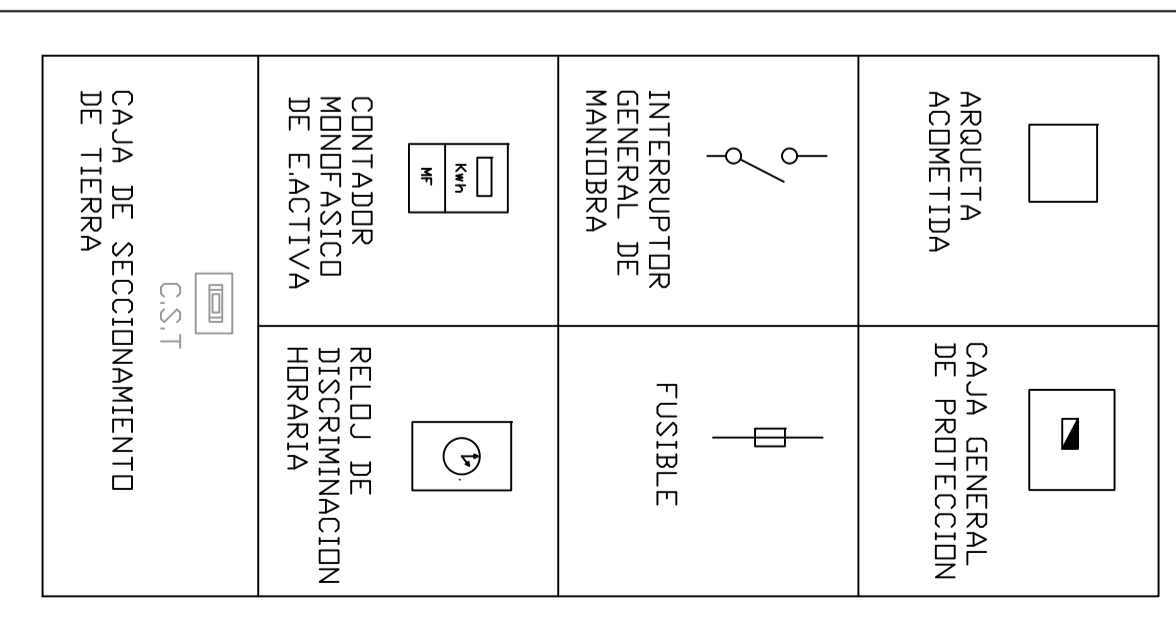 ARQUETA
ACOMETIDA
CAJA GENERAL
DE PROTECCION
INTERRUPTOR
GENERAL DE
MANIOBRA
FUSIBLE
Kwh
MF
CONTADOR
MONOFASICO
DE E.ACTIVA
RELOJ DE
DISCRIMINACION
HORARIA
C.S.T
CAJA DE SECCIONAMIENTO
DE TIERRA